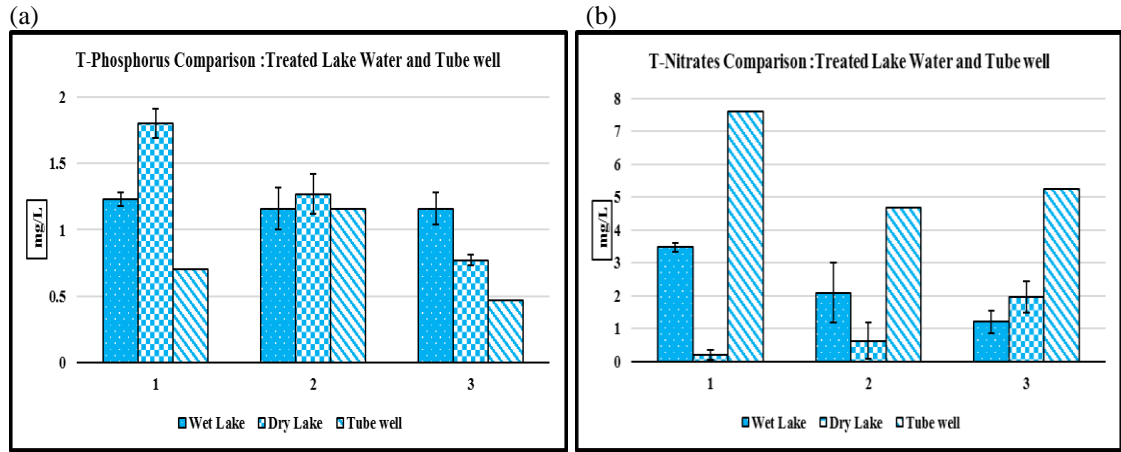 (a)
T-Phosphorus Comparison :Treated Lake Water and Tube well
2
1.5
1
0.5
0
mg/L
1 2 3
Wet Lake Dry Lake Tube well
(b)
T-Nitrates Comparison :Treated Lake Water and Tube well
8
7
6
5
4
3
2
1
0
mg/L
1 2 3
Wet Lake Dry Lake Tube well